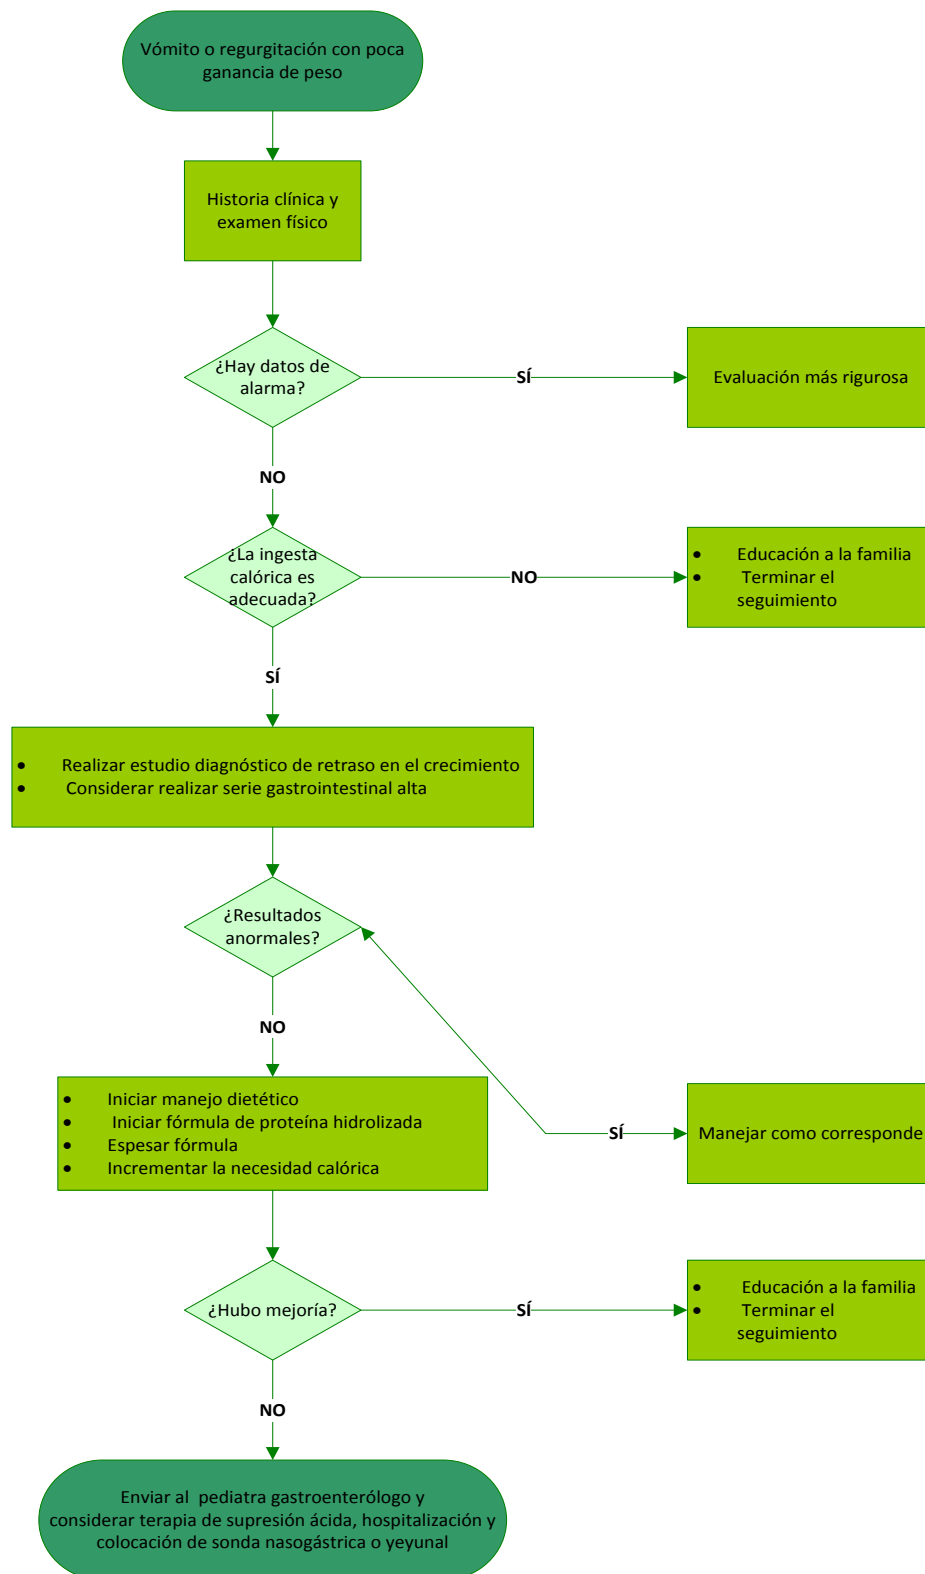 Vómito o regurgitación con poca
ganancia de peso
Historia clínica y
examen físico
¿Hay datos de
alarma?
SÍ
Evaluación más rigurosa
NO
¿La ingesta
calórica es
adecuada?
NO
• Educación a la familia
• Terminar el
seguimiento
SÍ
• Realizar estudio diagnóstico de retraso en el crecimiento
• Considerar realizar serie gastrointestinal alta
¿Resultados
anormales?
NO
SÍ
Manejar como corresponde
• Iniciar manejo dietético
• Iniciar fórmula de proteína hidrolizada
• Espesar fórmula
• Incrementar la necesidad calórica
¿Hubo mejoría?
SÍ
• Educación a la familia
• Terminar el
seguimiento
NO
Enviar al pediatra gastroenterólogo y
considerar terapia de supresión ácida, hospitalización y
colocación de sonda nasogástrica o yeyunal